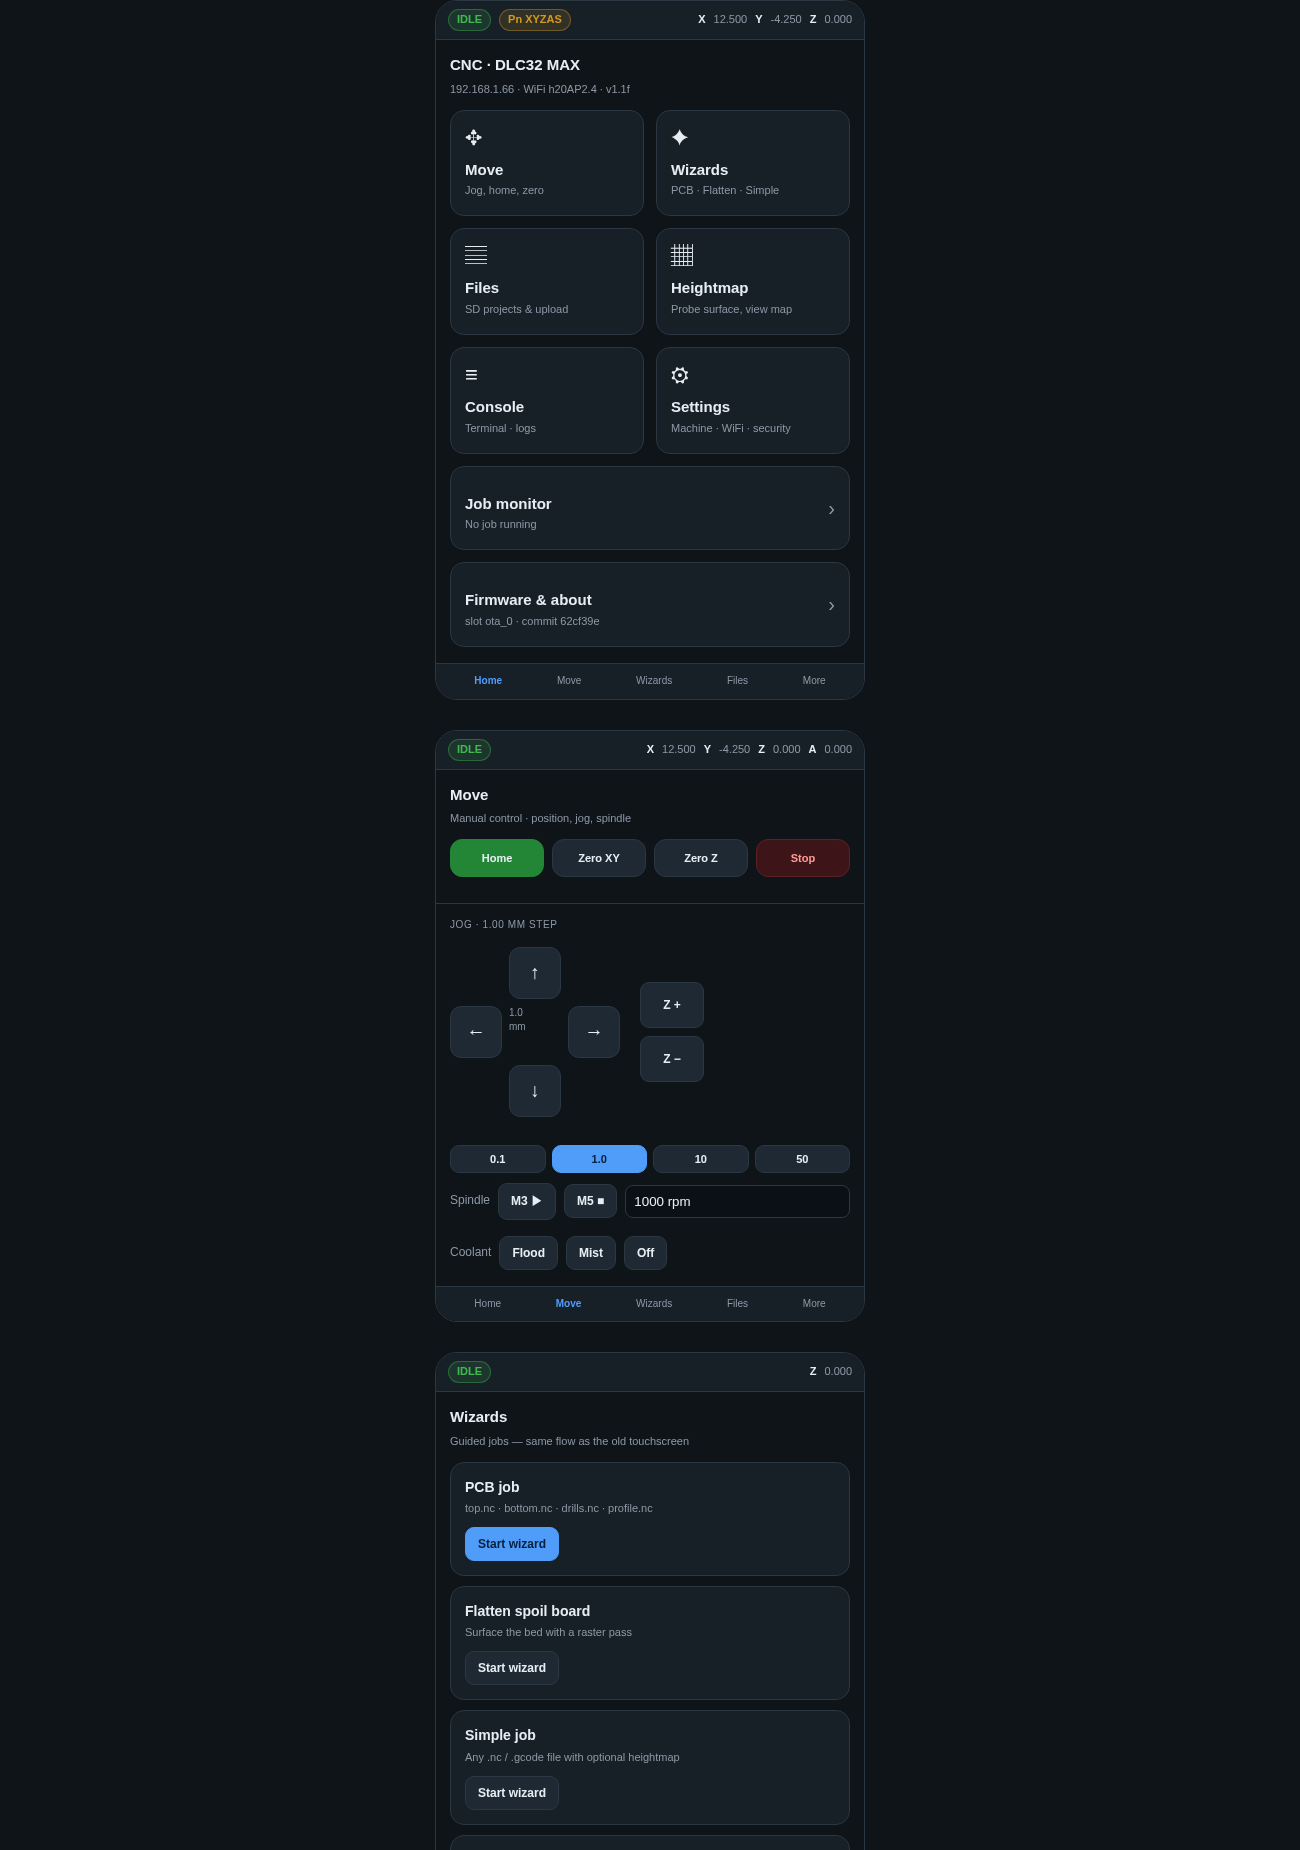 IDLE Pn XYZAS X 12.500 Y -4.250 Z 0.000
CNC · DLC32 MAX
192.168.1.66 · WiFi h20AP2.4 · v1.1f
Move
Jog, home, zero
Wizards
PCB · Flatten · Simple
Files
SD projects & upload
Heightmap
Probe surface, view map
Console
Terminal · logs
Settings
Machine · WiFi · security
Job monitor
No job running
Firmware & about
slot ota_0 · commit 62cf39e
Home Move Wizards Files More
IDLE X 12.500 Y -4.250 Z 0.000 A 0.000
Move
Manual control · position, jog, spindle
Home Zero XY Zero Z Stop
JOG · 1.00 MM STEP
↑
← 1.0 mm →
↓
Z +
Z −
0.1 1.0 10 50
Spindle M3 ▶ M5 ■ 1000 rpm
Coolant Flood Mist Off
Home Move Wizards Files More
IDLE Z 0.000
Wizards
Guided jobs — same flow as the old touchscreen
PCB job
top.nc · bottom.nc · drills.nc · profile.nc
Start wizard
Flatten spoil board
Surface the bed with a raster pass
Start wizard
Simple job
Any .nc / .gcode file with optional heightmap
Start wizard